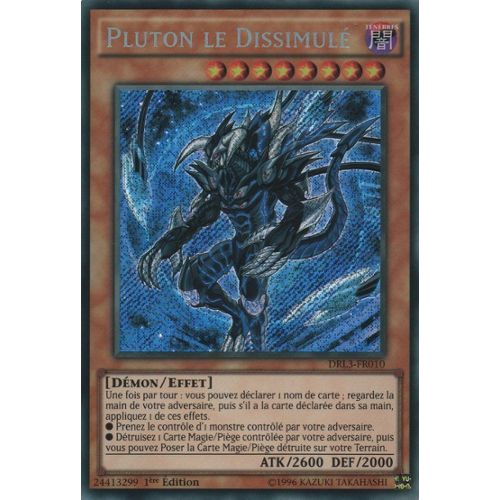 PLUTON LE DISSIMULÉ
TÉNÈBRES
闇
DRL3-FR010
[DÉMON/EFFET]
Une fois par tour : vous pouvez déclarer 1 nom de carte ; regardez la
main de votre adversaire, puis s'il a la carte déclarée dans sa main,
appliquez 1 de ces effets.
●Prenez le contrôle d'1 monstre contrôlé par votre adversaire.
●Détruisez 1 Carte Magie/Piège contrôlée par votre adversaire, puis
vous pouvez Poser la Carte Magie/Piège détruite sur votre Terrain.
ATK/2600 DEF/2000
24413299 1ère Édition ©1996 KAZUKI TAKAHASHI